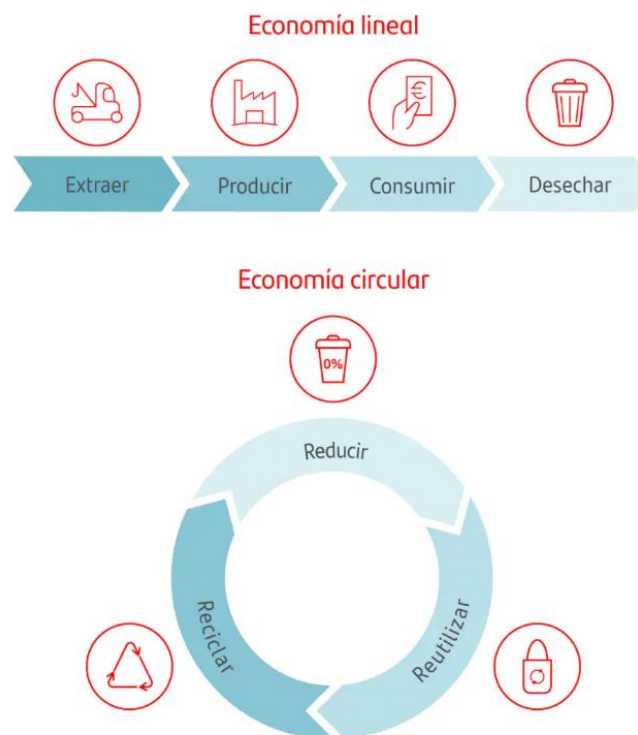 Economía lineal
€
Extraer
Producir
Consumir
Desechar
Economía circular
0%
Reducir
Reutilizar
Reciclar